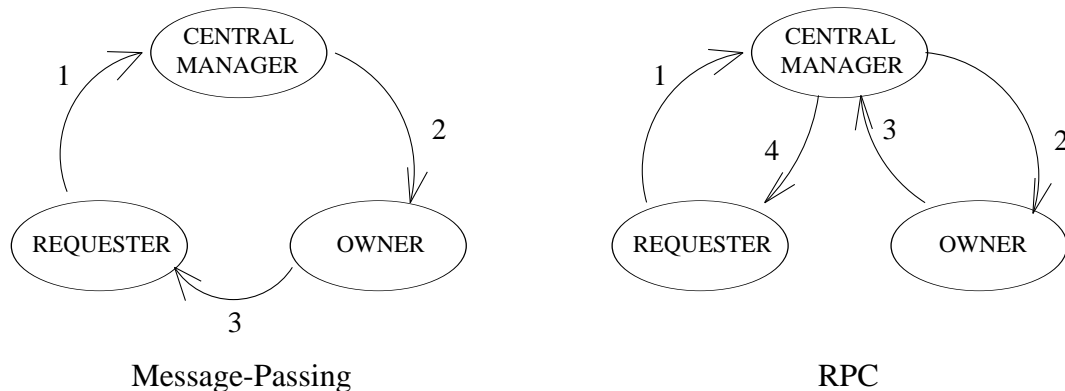 CENTRAL
MANAGER
1
2
REQUESTER
OWNER
3
Message-Passing
CENTRAL
MANAGER
1
3
4
2
REQUESTER
OWNER
RPC